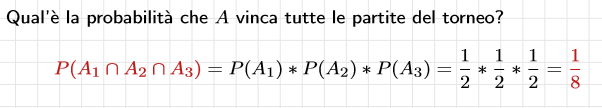 Qual'è la probabilità che A vinca tutte le partite del torneo?
P(A₁ ∩ A₂ ∩ A₃) = P(A₁) ∗ P(A₂) ∗ P(A₃) = 1/2 ∗ 1/2 ∗ 1/2 = 1/8